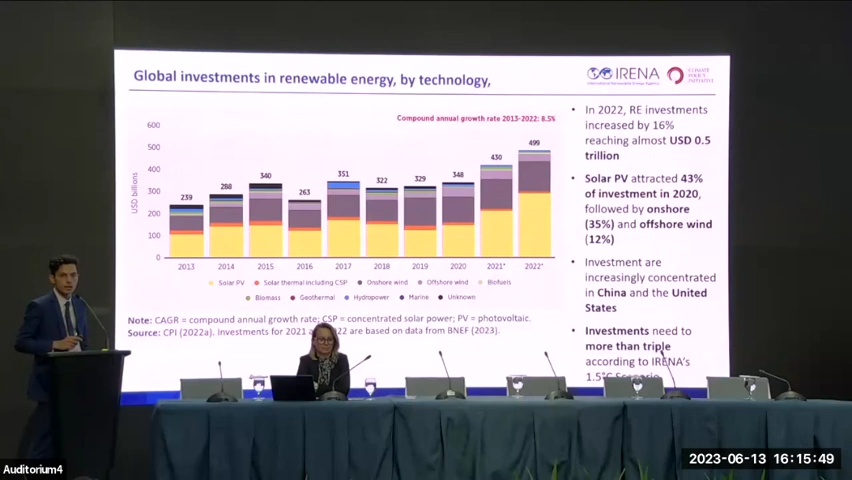 Global investments in renewable energy, by technology,
IRENA
International Renewable Energy Agency
CLIMATE
POLICY
INITIATIVE
Compound annual growth rate 2013-2022: 8.5%
USD billions
600
500
400
300
200
100
0
239
288
340
263
351
322
329
348
430
499
2013
2014
2015
2016
2017
2018
2019
2020
2021*
2022*
Solar PV
Solar thermal including CSP
Onshore wind
Offshore wind
Biofuels
Biomass
Geothermal
Hydropower
Marine
Unknown
Note: CAGR = compound annual growth rate; CSP = concentrated solar power; PV = photovoltaic.
Source: CPI (2022a). Investments for 2021 a 022 are based on data from BNEF (2023).
• In 2022, RE investments
increased by 16%
reaching almost USD 0.5
trillion
• Solar PV attracted 43%
of investment in 2020,
followed by onshore
(35%) and offshore wind
(12%)
• Investment are
increasingly concentrated
in China and the United
States
• Investments need to
more than triple
according to IRENA's
1.5°C Scenario
Auditorium4
2023-06-13 16:15:49